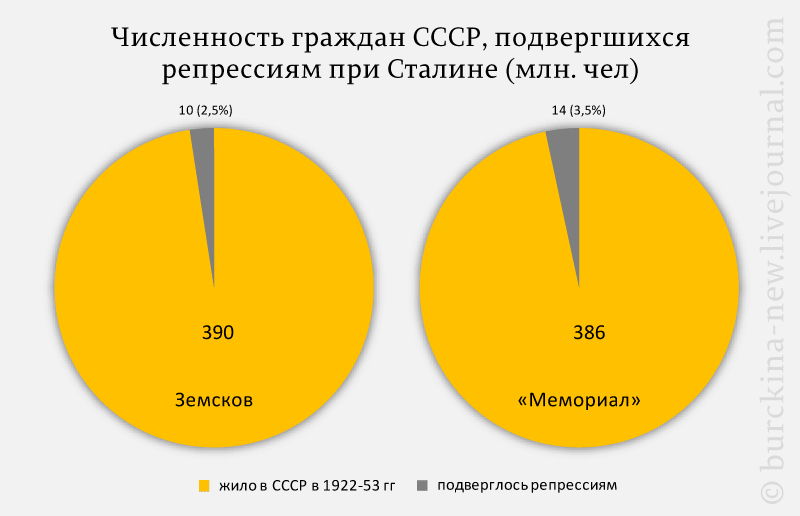 Численность граждан СССР, подвергшихся
репрессиям при Сталине (млн. чел)
10 (2,5%)
14 (3,5%)
390
386
Земсков
«Мемориал»
жило в СССР в 1922-53 гг
подверглось репрессиям
© burckina-new.livejournal.com